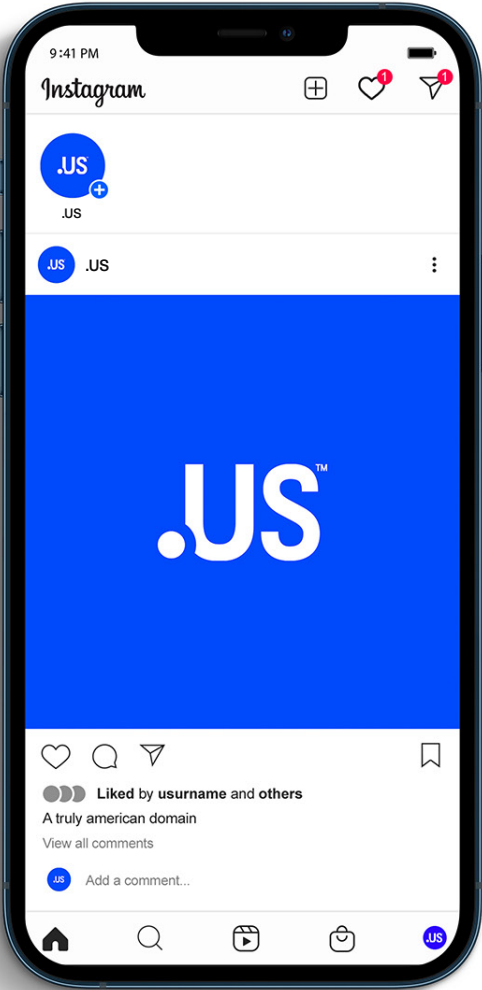 9:41 PM
Instagram
1
1
.US
.US
.US
.US
.US™
Liked by usurname and others
A truly american domain
View all comments
.US
Add a comment...
.US